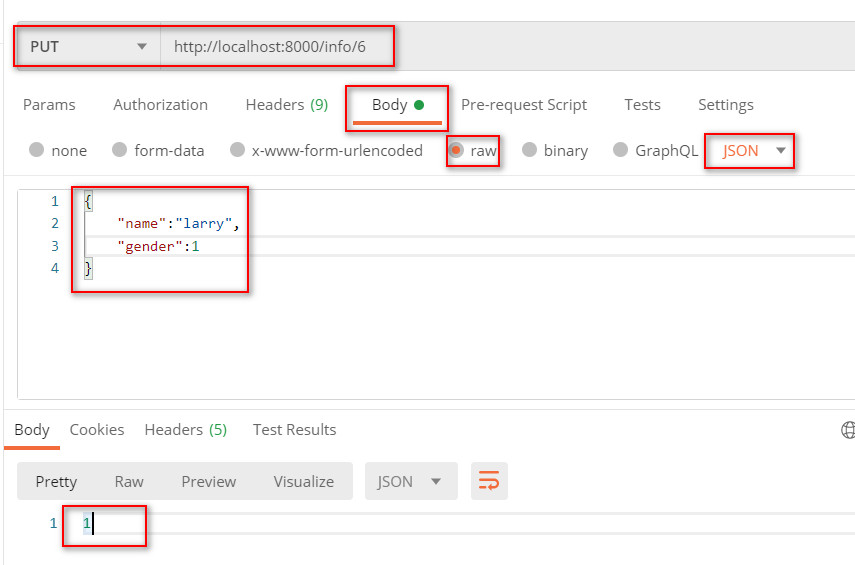 PUT http://localhost:8000/info/6
Params Authorization Headers (9) Body Pre-request Script Tests Settings
none form-data x-www-form-urlencoded raw binary GraphQL JSON
1 {
2 "name":"larry",
3 "gender":1
4 }
Body Cookies Headers (5) Test Results
Pretty Raw Preview Visualize JSON
1 1